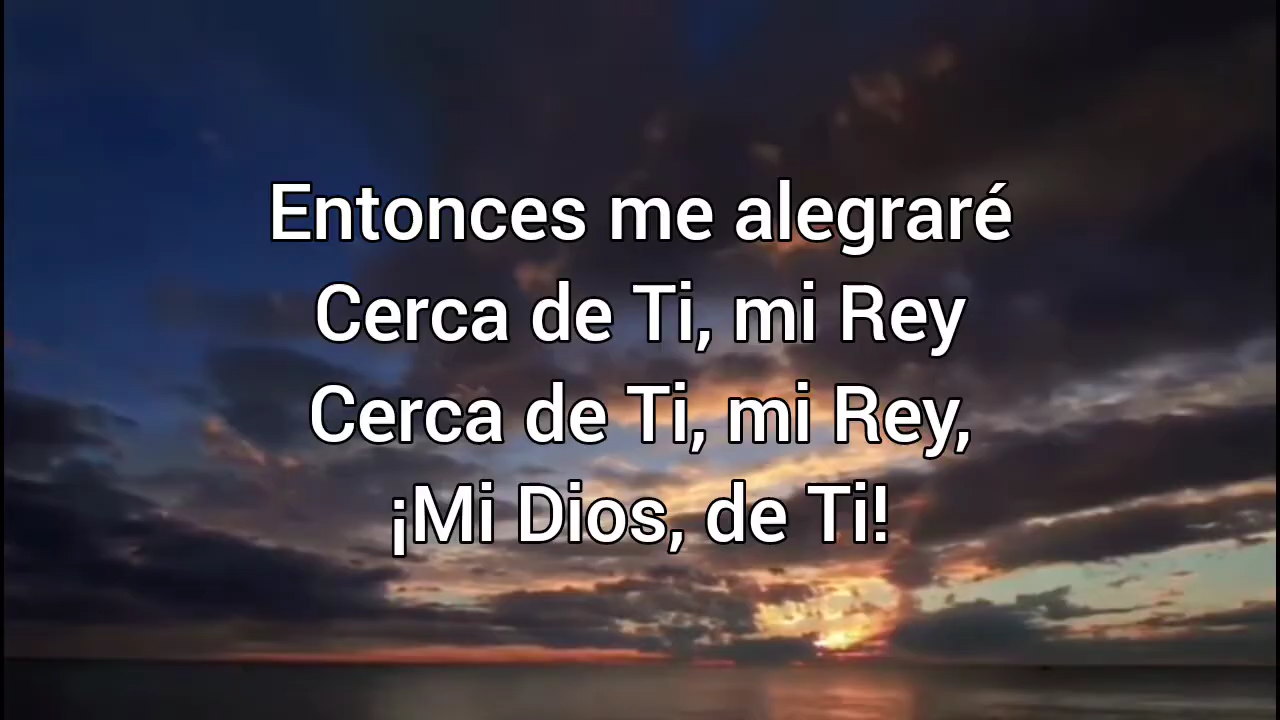 Entonces me alegraré
Cerca de Ti, mi Rey
Cerca de Ti, mi Rey,
¡Mi Dios, de Ti!